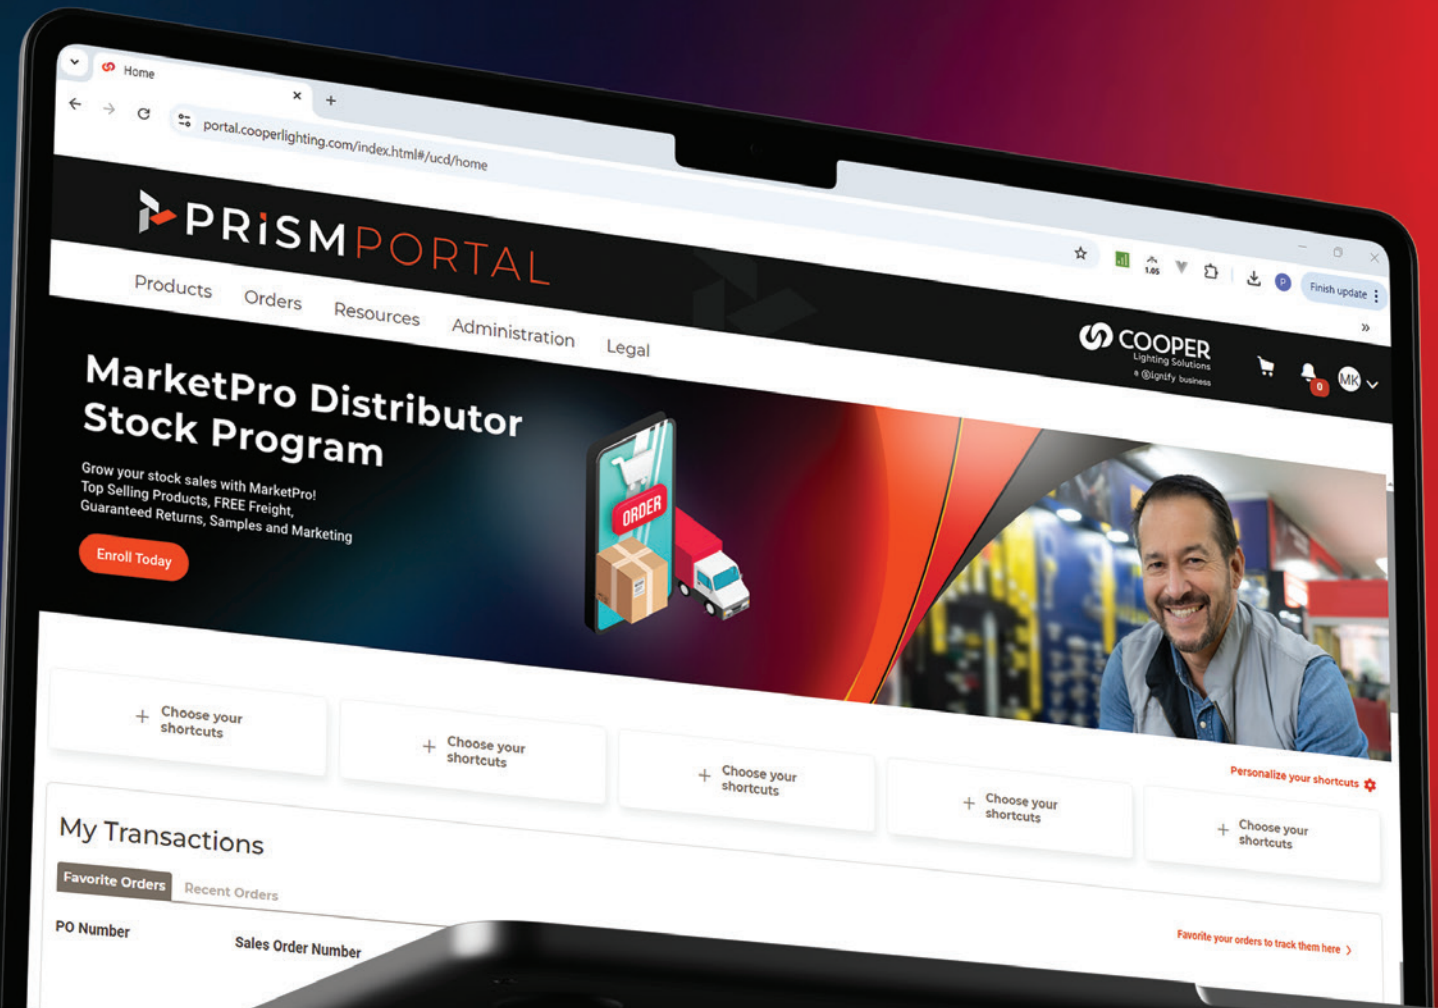 Home
portal.cooperlighting.com/index.html#/ucd/home
1.05
P
Finish update
PRiSMPORTAL
COOPER
Lighting Solutions
a Signify business
0
MK
Products Orders Resources Administration Legal
MarketPro Distributor
Stock Program
Grow your stock sales with MarketPro!
Top Selling Products, FREE Freight,
Guaranteed Returns, Samples and Marketing
Enroll Today
ORDER
Personalize your shortcuts
Choose your
shortcuts
Choose your
shortcuts
Choose your
shortcuts
Choose your
shortcuts
Choose your
shortcuts
My Transactions
Favorite Orders Recent Orders
Favorite your orders to track them here
PO Number Sales Order Number